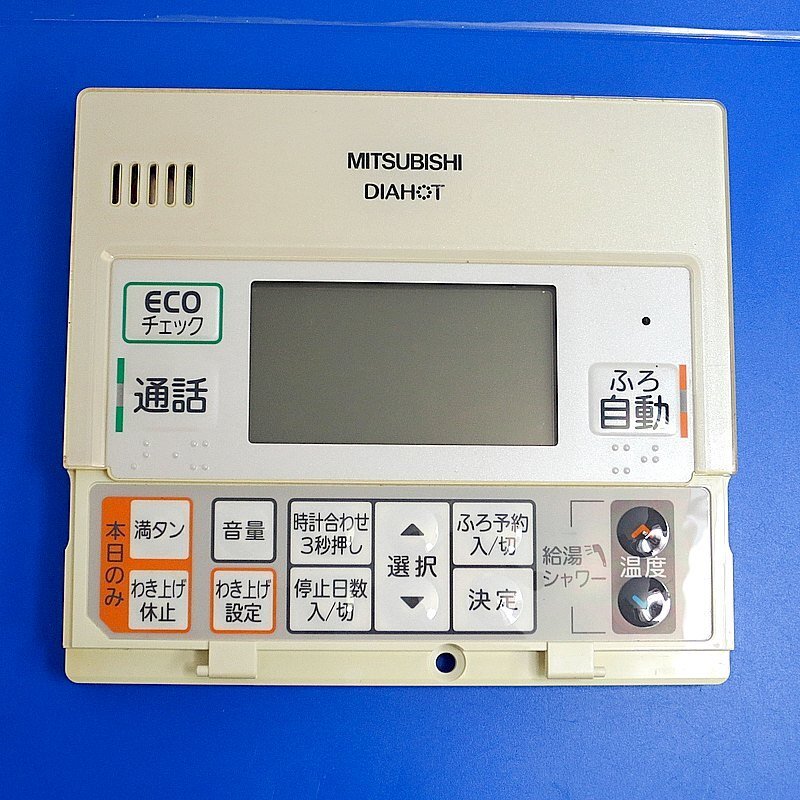 MITSUBISHI
DIAHOT
ECO
チェック
通話
ふろ
自動
本日のみ
満タン
わき上げ
休止
音量
わき上げ
設定
時計合わせ
3秒押し
停止日数
入/切
選択
ふろ予約
入/切
決定
給湯
シャワー
温度